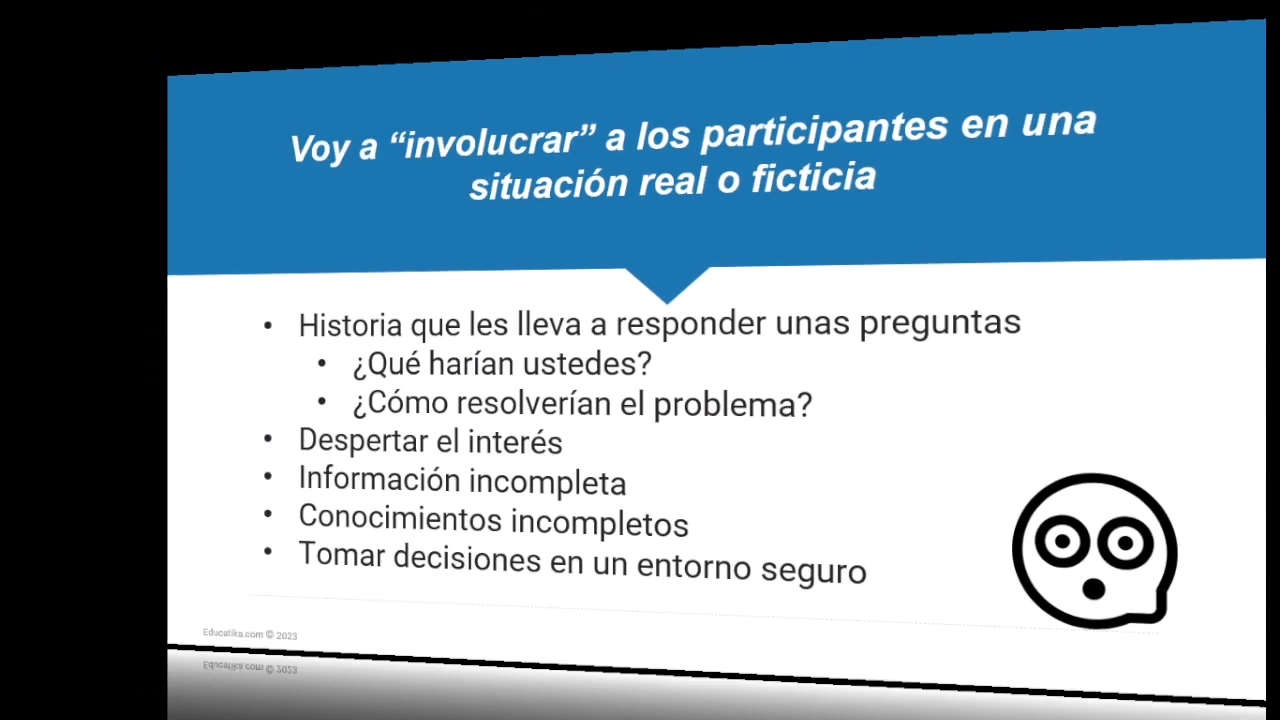 Voy a “involucrar” a los participantes en una
situación real o ficticia
• Historia que les lleva a responder unas preguntas
• ¿Qué harían ustedes?
• ¿Cómo resolverían el problema?
• Despertar el interés
• Información incompleta
• Conocimientos incompletos
• Tomar decisiones en un entorno seguro
Educatika.com © 2023